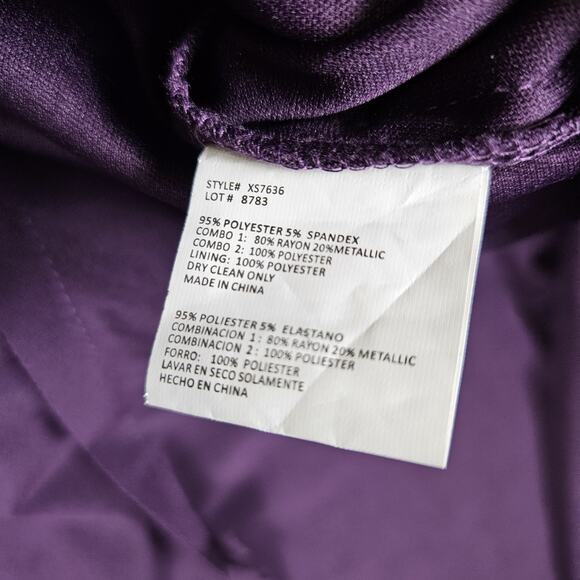 STYLE# XS7636
LOT # 8783
95% POLYESTER 5% SPANDEX
COMBO 1: 80% RAYON 20%METALLIC
COMBO 2: 100% POLYESTER
LINING: 100% POLYESTER
DRY CLEAN ONLY
MADE IN CHINA
95% POLIESTER 5% ELASTANO
COMBINACION 1: 80% RAYON 20% METALLIC
COMBINACION 2: 100% POLIESTER
FORRO: 100% POLIESTER
LAVAR EN SECO SOLAMENTE
HECHO EN CHINA